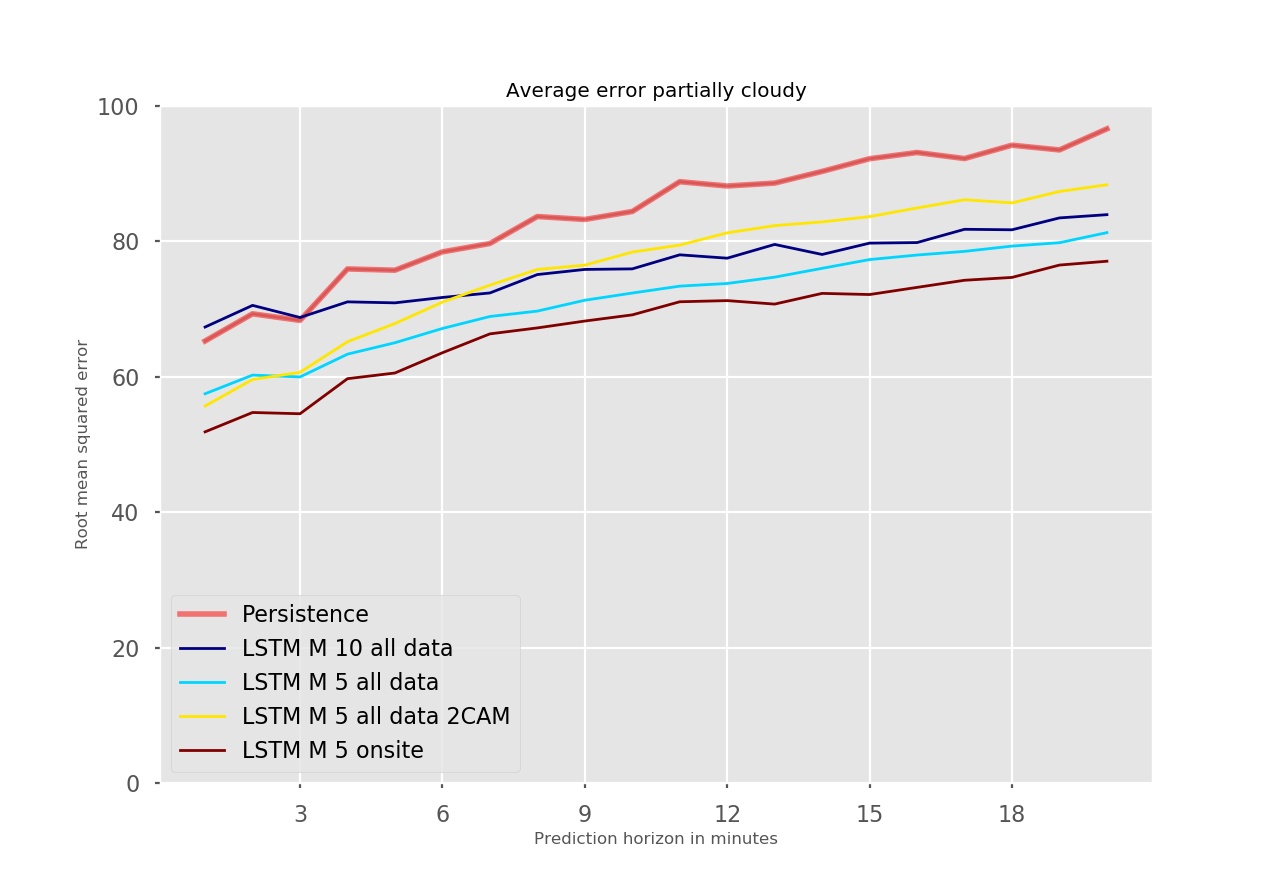 Average error partially cloudy
100
80
60
40
20
0
Root mean squared error
Persistence
LSTM M 10 all data
LSTM M 5 all data
LSTM M 5 all data 2CAM
LSTM M 5 onsite
3 6 9 12 15 18
Prediction horizon in minutes